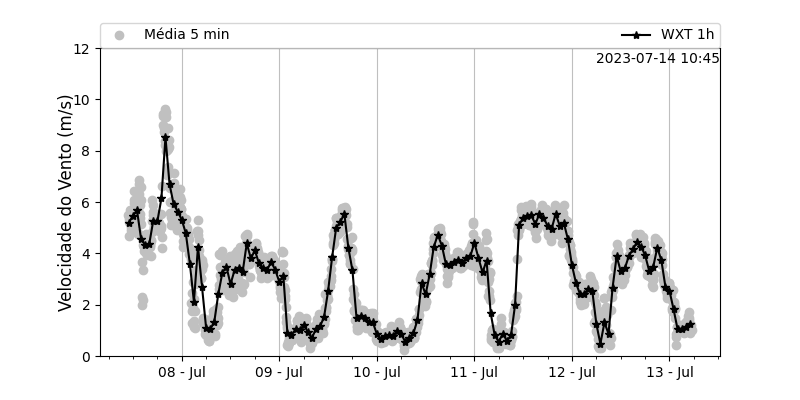 Média 5 min
WXT 1h
2023-07-14 10:45
Velocidade do Vento (m/s)
12
10
8
6
4
2
0
08 - Jul
09 - Jul
10 - Jul
11 - Jul
12 - Jul
13 - Jul